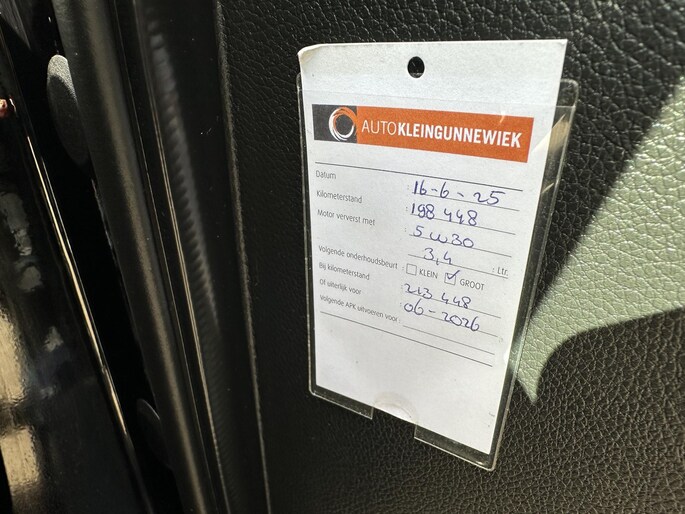 AUTOKLEINGUNNEWIEK
Datum : 16-6-25
Kilometerstand : 198 448
Motor ververst met : 5w30
3,4 : Ltr.
Volgende onderhoudsbeurt : KLEIN GROOT
Bij kilometerstand : 213 448
Of uiterlijk voor : 06-2026
Volgende APK uitvoeren voor :